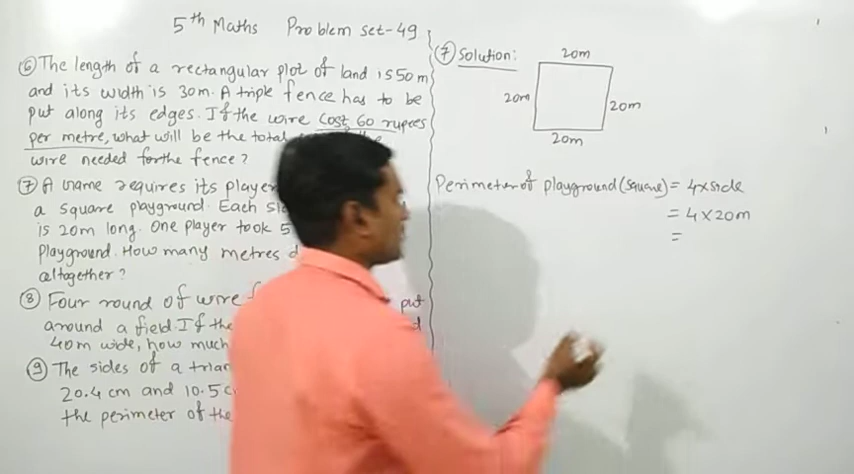 5th Maths Problem set-49
⑥ The length of a rectangular plot of land is 50m
and its width is 30m. A triple fence has to be
put along its edges. If the wire cost 60 rupees
per metre, what will be the total
wire needed for the fence?
⑦ A game requires its player
a square playground. Each si
is 20m long. One player took 5
Playground. How many metres d
altogether?
⑧ Four round of wire f put
around a field. If the d
40m wide, how much
⑨ The sides of a trian
20.4 cm and 10.5 c
the perimeter of the
⑦ Solution:
20m
20m
20m
20m
Perimeter of playground (square) = 4 x side
= 4 x 20m
=